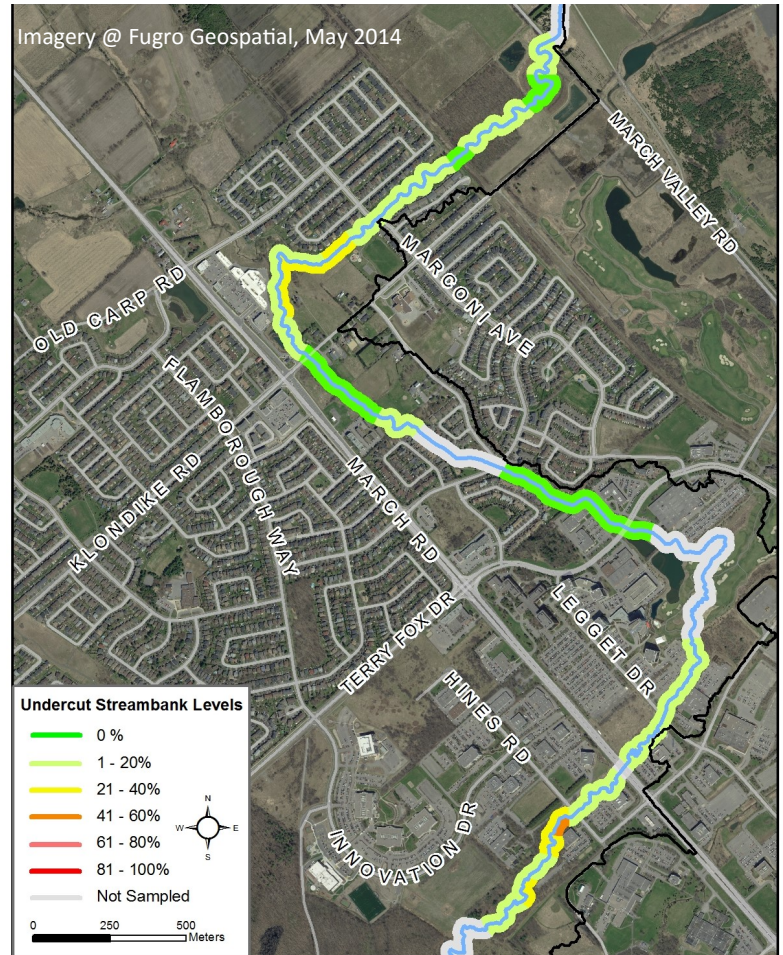 Imagery @ Fugro Geospatial, May 2014
MARCH VALLEY RD
MARCONI AVE
OLD CARP RD
FLAMBOROUGH WAY
KLONDIKE RD
MARCH RD
LEGGET DR
TERRY FOX DR
HINES RD
INNOVATION DR
Undercut Streambank Levels
0 %
1 - 20%
21 - 40%
41 - 60%
61 - 80%
81 - 100%
Not Sampled
N
W E
S
0 250 500
Meters